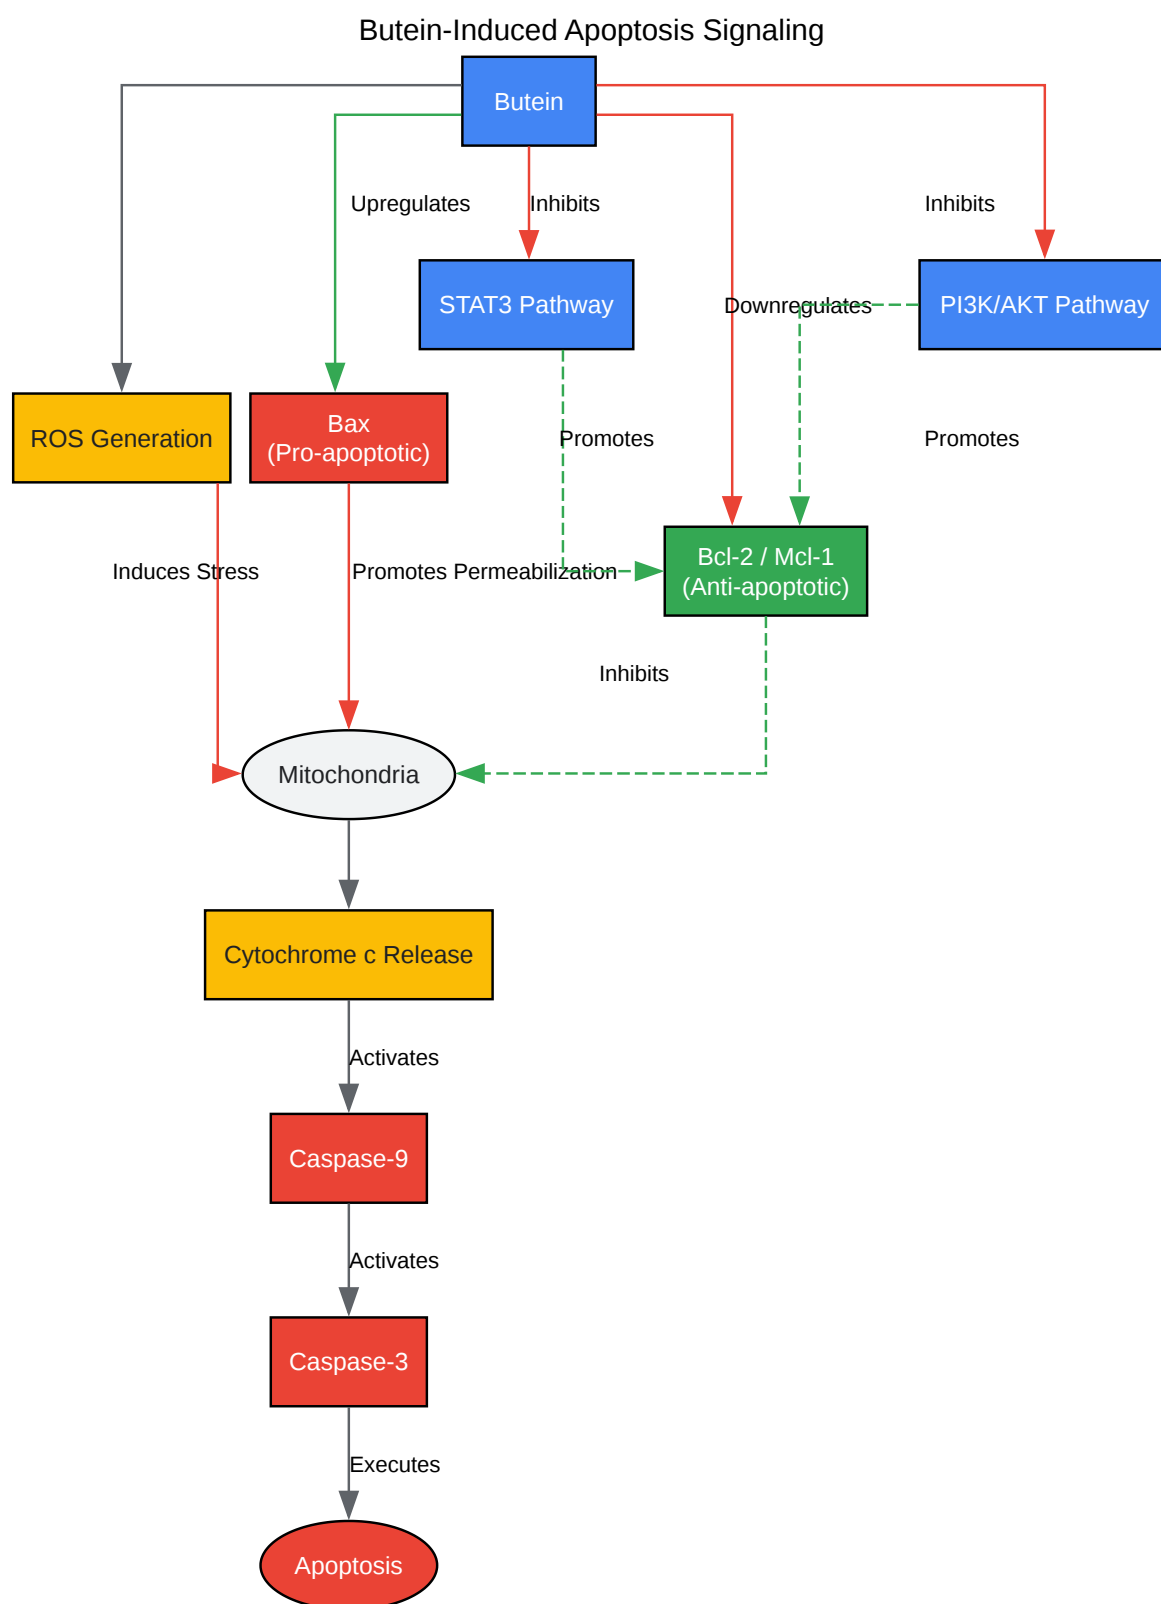 Butein-Induced Apoptosis Signaling
Butein
Upregulates
Inhibits
Inhibits
STAT3 Pathway
Downregulates
PI3K/AKT Pathway
ROS Generation
Bax
(Pro-apoptotic)
Promotes
Promotes
Induces Stress
Promotes Permeabilization
Bcl-2 / Mcl-1
(Anti-apoptotic)
Inhibits
Mitochondria
Cytochrome c Release
Activates
Caspase-9
Activates
Caspase-3
Executes
Apoptosis